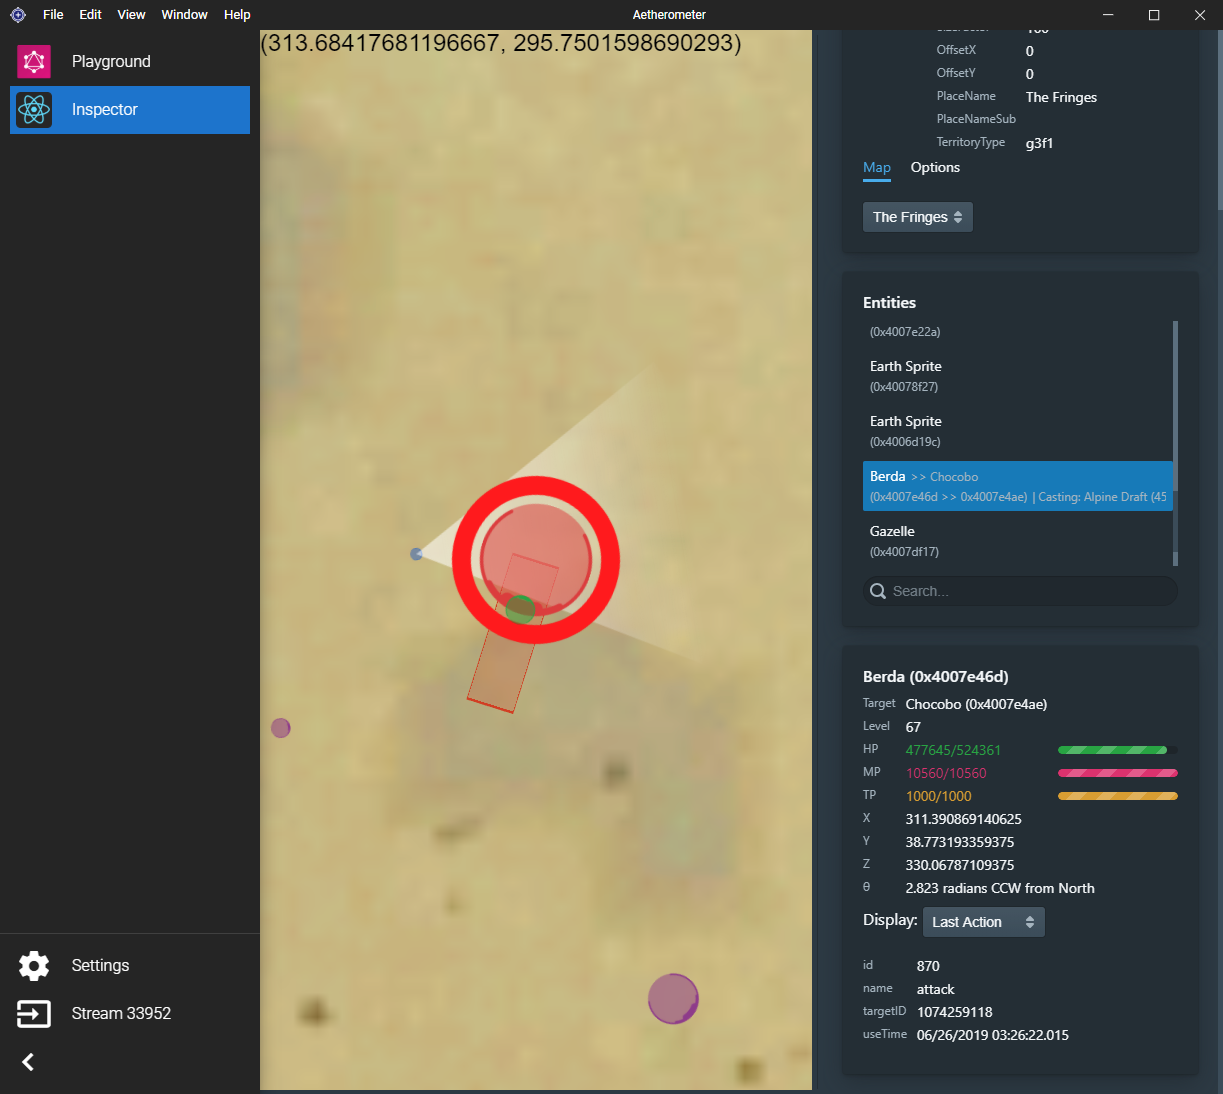 File Edit View Window Help
Aetherometer
Playground
Inspector
Settings
Stream 33952
(313.68417681196667, 295.7501598690293)
OffsetX 0
OffsetY 0
PlaceName The Fringes
PlaceNameSub
TerritoryType g3f1
Map Options
The Fringes
Entities
(0x4007e22a)
Earth Sprite
(0x40078f27)
Earth Sprite
(0x4006d19c)
Berda >> Chocobo
(0x4007e46d >> 0x4007e4ae) | Casting: Alpine Draft (45
Gazelle
(0x4007df17)
Search...
Berda (0x4007e46d)
Target Chocobo (0x4007e4ae)
Level 67
HP 477645/524361
MP 10560/10560
TP 1000/1000
X 311.390869140625
Y 38.773193359375
Z 330.06787109375
θ 2.823 radians CCW from North
Display: Last Action
id 870
name attack
targetID 1074259118
useTime 06/26/2019 03:26:22.015